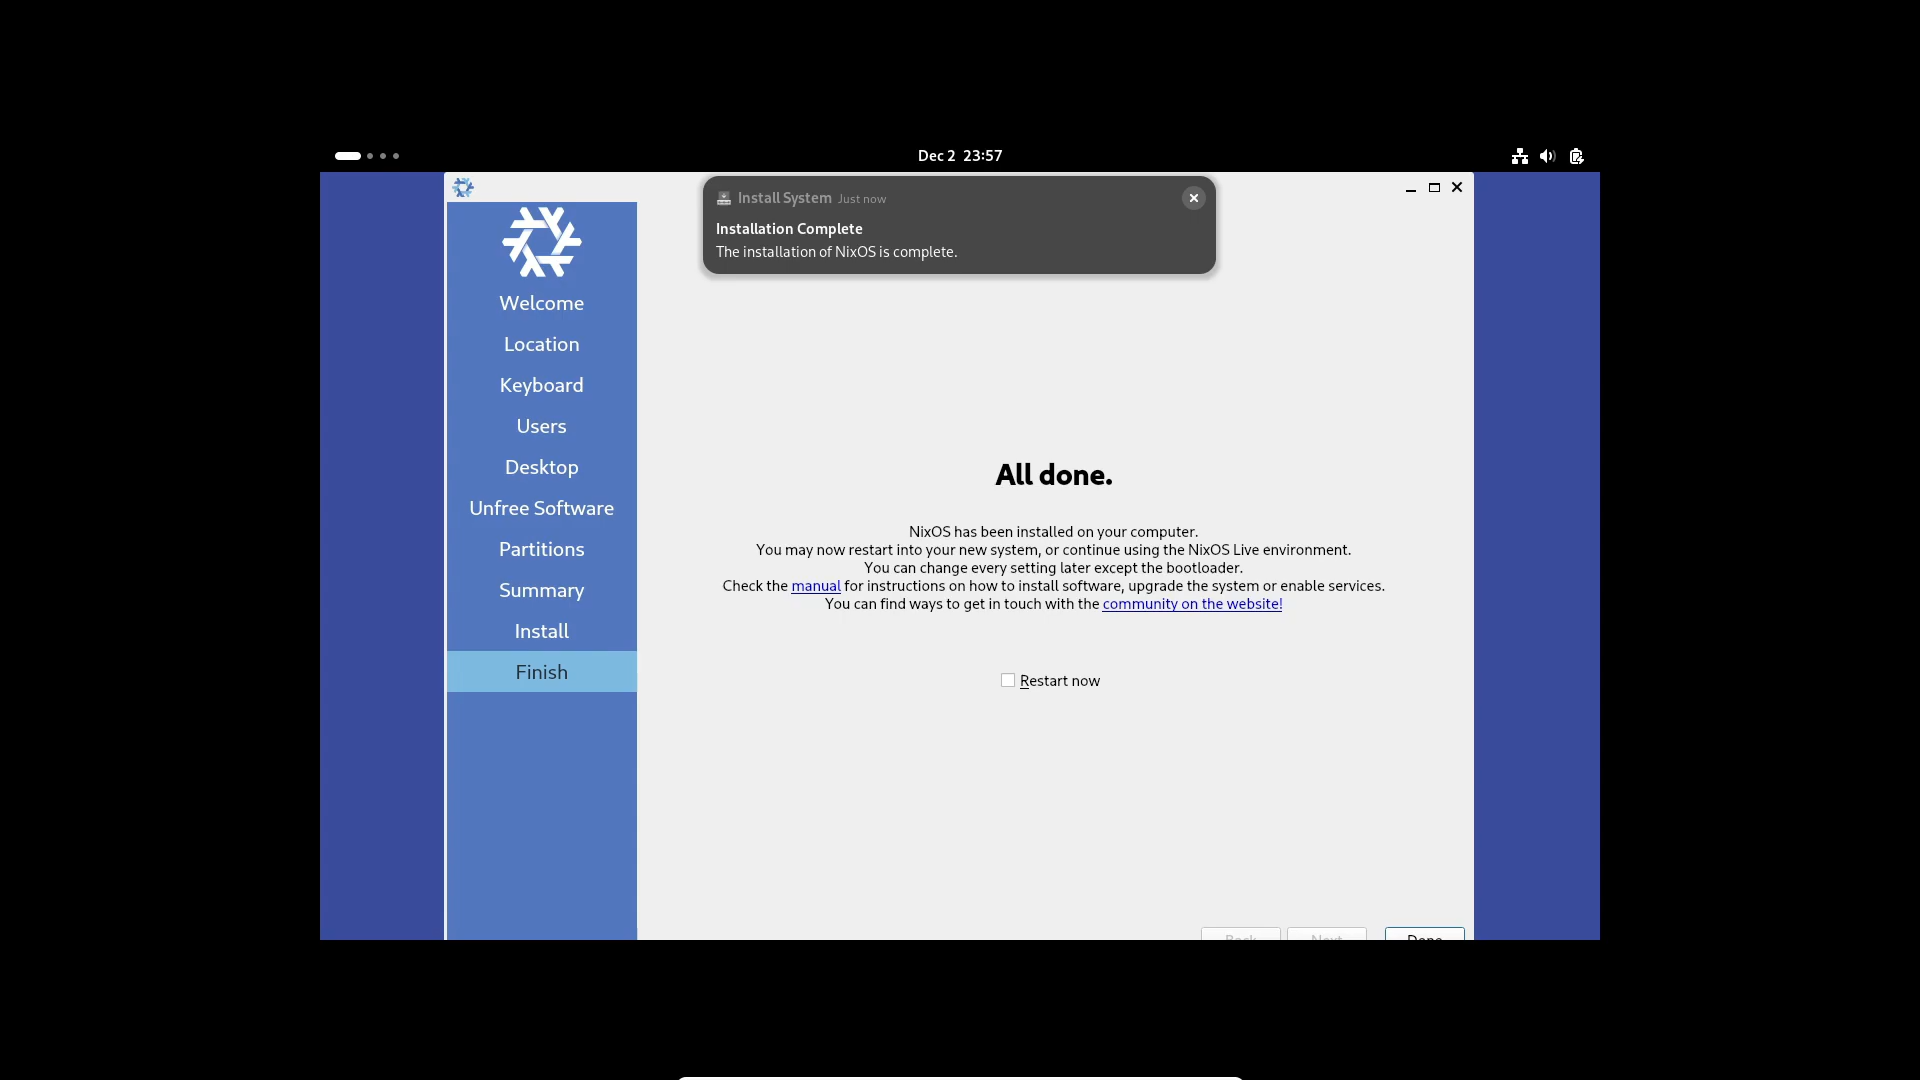 Dec 2 23:57
Install System Just now
Installation Complete
The installation of NixOS is complete.
Welcome
Location
Keyboard
Users
Desktop
Unfree Software
Partitions
Summary
Install
Finish
All done.
NixOS has been installed on your computer.
You may now restart into your new system, or continue using the NixOS Live environment.
You can change every setting later except the bootloader.
Check the manual for instructions on how to install software, upgrade the system or enable services.
You can find ways to get in touch with the community on the website!
Restart now
Back Next Done